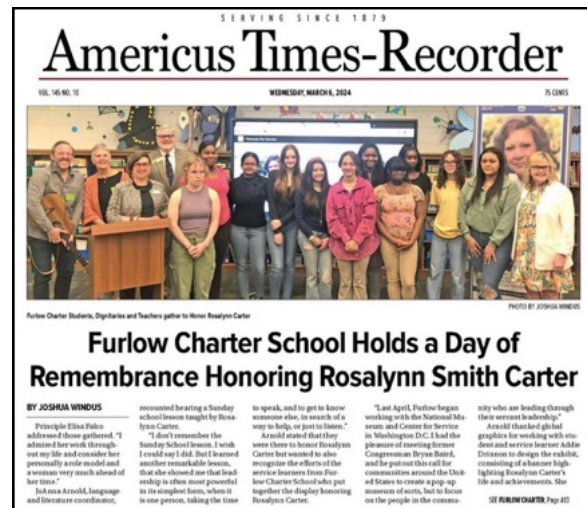 SERVING SINCE 1879
Americus Times-Recorder
VOL. 145 NO. 10
WEDNESDAY, MARCH 6, 2024
75 CENTS
PHOTO BY JOSHUA WINDUS
Furlow Charter Students, Dignitaries and Teachers gather to Honor Rosalynn Carter
Furlow Charter School Holds a Day of
Remembrance Honoring Rosalynn Smith Carter
BY JOSHUA WINDUS
Principle Elisa Falco
addressed those gathered. "I
admired her work through-
out my life and consider her
personally a role model and
a woman very much ahead of
her time."
JoAnna Arnold, language
and literature coordinator,
recounted hearing a Sunday
school lesson taught by Rosa-
lynn Carter.
"I don't remember the
Sunday School lesson. I wish
I could say I did. But I learned
another remarkable lesson,
that she showed me that lead-
ership is often most powerful
in its simplest form, when it
is one person, taking the time
to speak, and to get to know
someone else, in search of a
way to help, or just to listen."
Arnold stated that they
were there to honor Rosalynn
Carter but wanted to also
recognize the efforts of the
service learners from Fur-
low Charter School who put
together the display honoring
Rosalynn Carter.
"Last April, Furlow began
working with the National Mu-
seum and Center for Service
in Washington D.C. I had the
pleasure of meeting former
Congressman Bryan Baird,
and he put out this call for
communities around the Unit-
ed States to create a pop-up
museum of sorts, but to focus
on the people in the commu-
nity who are leading through
their servant leadership."
Arnold thanked global
graphics for working with stu-
dent and service learner Addie
Drinnon to design the exhibit,
consisting of a banner high-
lighting Rosalynn Carter's
life and achievements. She
SEE FURLOW CHARTER, Page A13